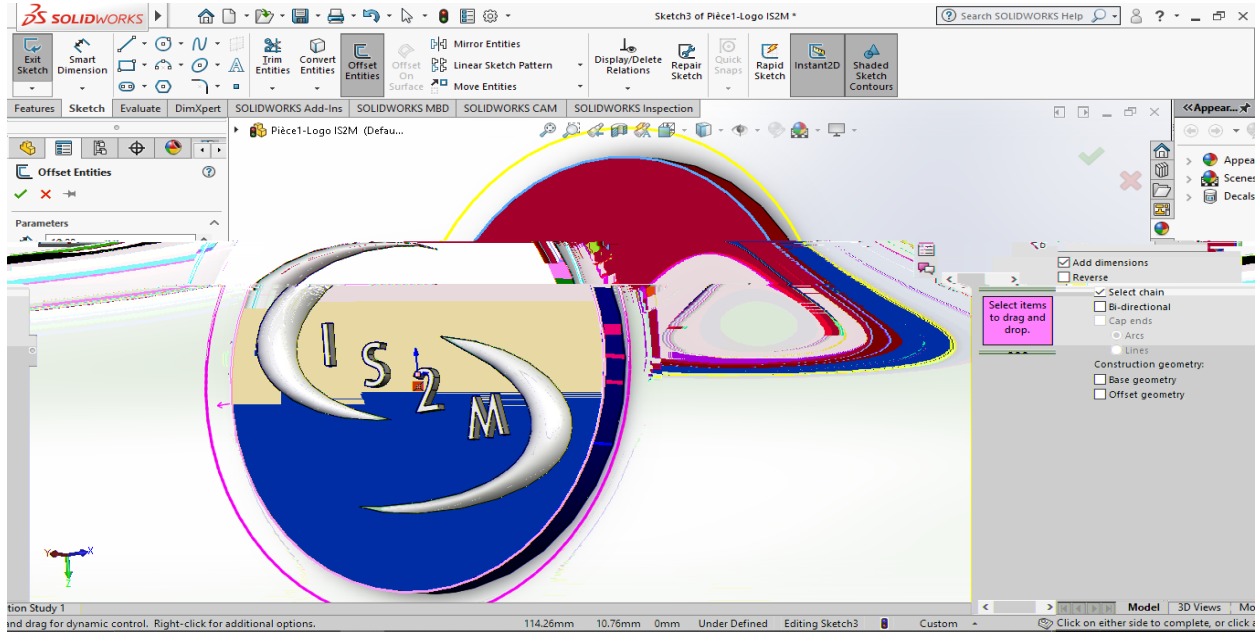 SOLIDWORKS
Sketch3 of Pièce1-Logo IS2M *
Search SOLIDWORKS Help
?
Exit Sketch
Smart Dimension
Trim Entities
Convert Entities
Offset Entities
Offset On Surface
Mirror Entities
Linear Sketch Pattern
Move Entities
Display/Delete Relations
Repair Sketch
Quick Snaps
Rapid Sketch
Instant2D
Shaded Sketch Contours
Features Sketch Evaluate DimXpert SOLIDWORKS Add-Ins SOLIDWORKS MBD SOLIDWORKS CAM SOLIDWORKS Inspection
Appear...
Pièce1-Logo IS2M (Defau...
Offset Entities
Appea
Scenes
Decals
Parameters
Add dimensions
Reverse
Select chain
Bi-directional
Cap ends
Arcs
Lines
Construction geometry:
Base geometry
Offset geometry
Select items
to drag and
drop.
I S 2 M
Y X
Z
tion Study 1
Model 3D Views Mo
and drag for dynamic control. Right-click for additional options.
114.26mm 10.76mm 0mm Under Defined Editing Sketch3 Custom
Click on either side to complete, or click a